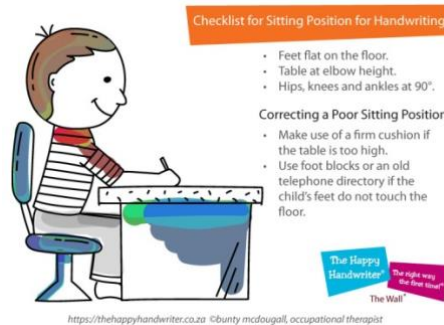 Checklist for Sitting Position for Handwriting
• Feet flat on the floor.
• Table at elbow height.
• Hips, knees and ankles at 90°.
Correcting a Poor Sitting Position
• Make use of a firm cushion if
the table is too high.
• Use foot blocks or an old
telephone directory if the
child's feet do not touch the
floor.
The Happy
Handwriter®
The right way
the first time!®
The Wall®
https://thehappyhandwriter.co.za ©bunty mcdougall, occupational therapist